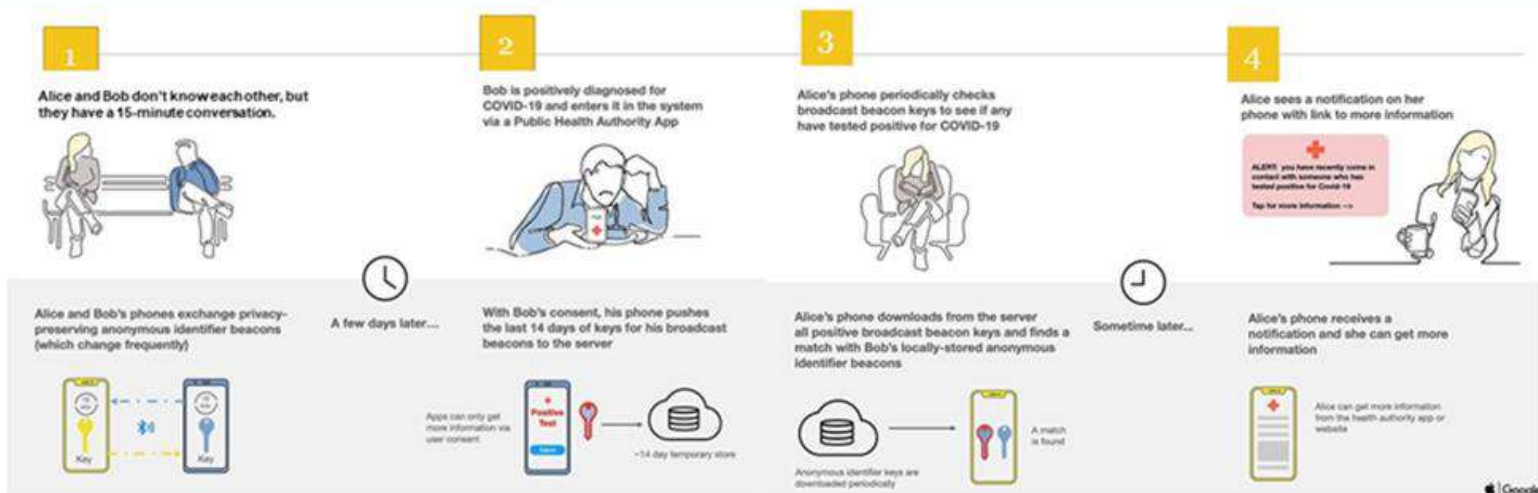 1
Alice and Bob don't know each other, but
they have a 15-minute conversation.
Alice and Bob's phones exchange privacy-
preserving anonymous identifier beacons
(which change frequently)
Key
Key
A few days later...
2
Bob is positively diagnosed for
COVID-19 and enters it in the system
via a Public Health Authority App
With Bob's consent, his phone pushes
the last 14 days of keys for his broadcast
beacons to the server
Apps can only get
more information via
user consent
Positive
Test
~14 day temporary store
3
Alice's phone periodically checks
broadcast beacon keys to see if any
have tested positive for COVID-19
Alice's phone downloads from the server
all positive broadcast beacon keys and finds a
match with Bob's locally-stored anonymous
identifier beacons
Anonymous identifier keys are
downloaded periodically
A match
is found
Sometime later...
4
Alice sees a notification on her
phone with link to more information
ALERT: you have recently come in
contact with someone who has
tested positive for Covid-19
Tap for more information -->
Alice's phone receives a
notification and she can get more
information
Alice can get more information
from the health authority app or
website
Google